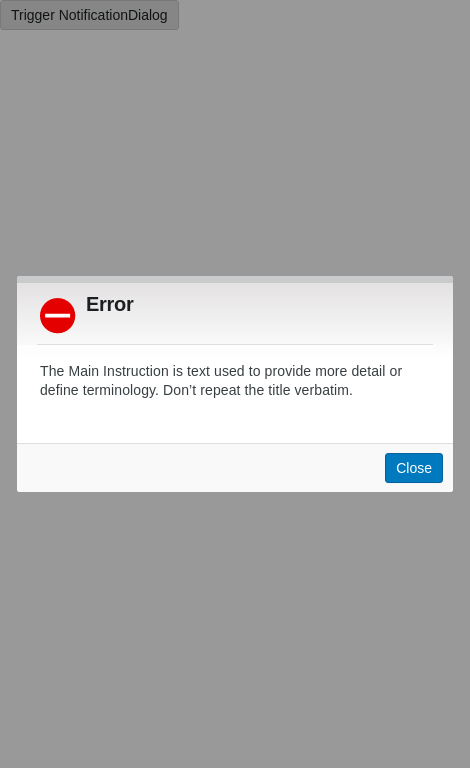 Trigger NotificationDialog
Error
The Main Instruction is text used to provide more detail or
define terminology. Don’t repeat the title verbatim.
Close